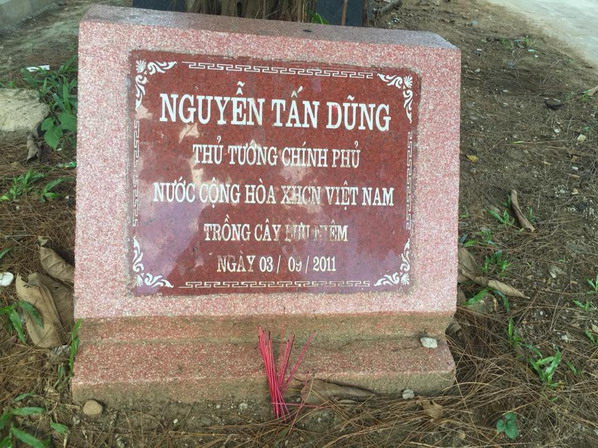 NGUYỄN TẤN DŨNG
THỦ TƯỚNG CHÍNH PHỦ
NƯỚC CỘNG HÒA XHCN VIỆT NAM
TRỒNG CÂY LƯU NIỆM
NGÀY 03 / 09 / 2011